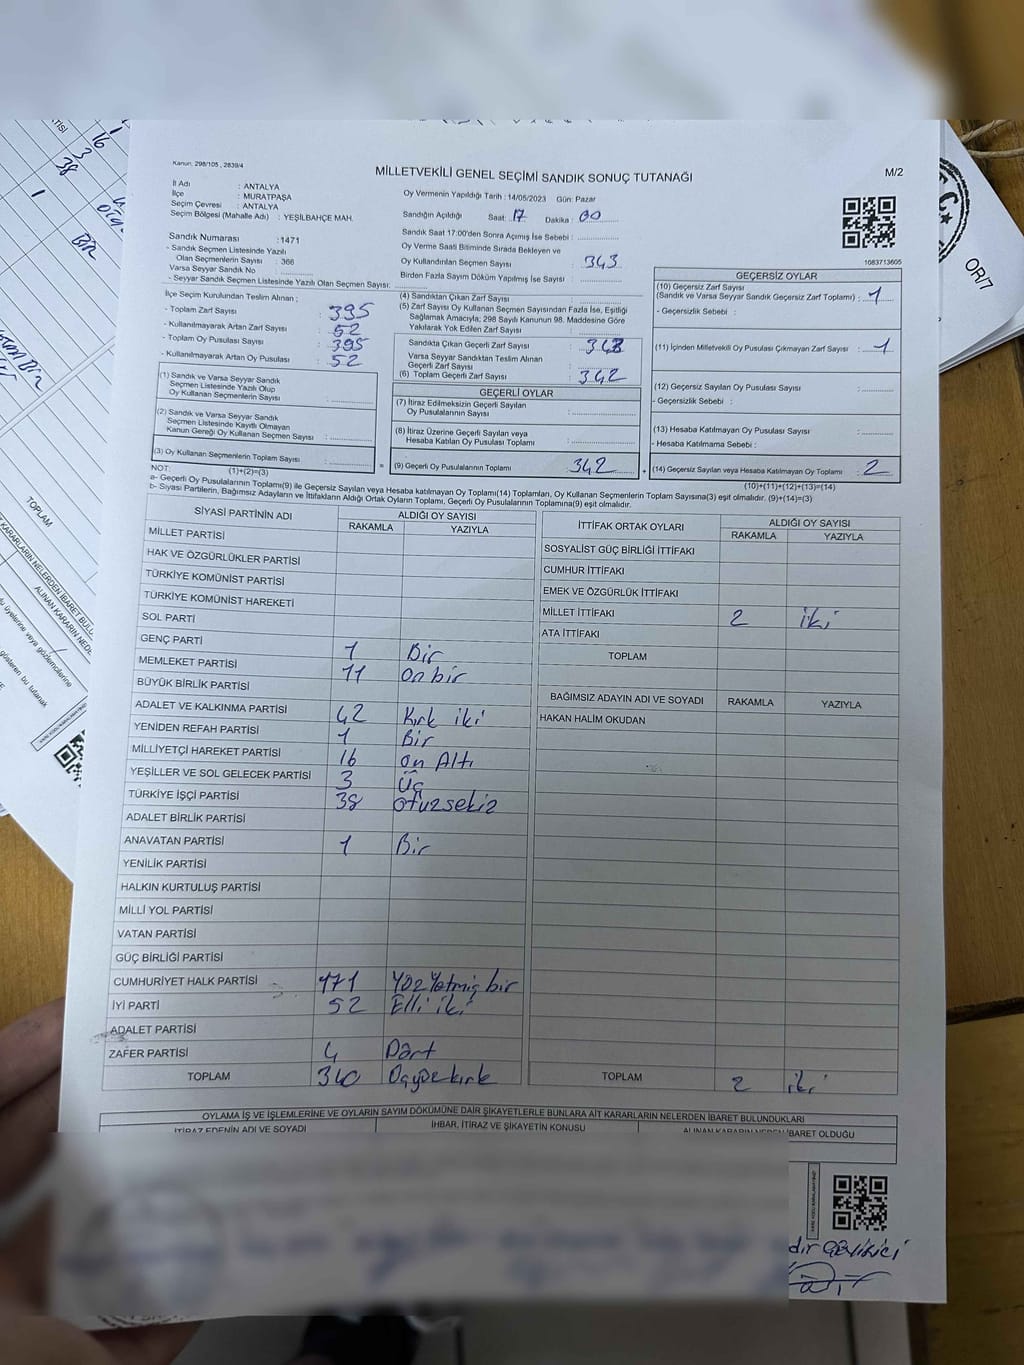 Kanun: 298/105 , 2839/4
MİLLETVEKİLİ GENEL SEÇİMİ SANDIK SONUÇ TUTANAĞI
M/2
İl Adı : ANTALYA
İlçe : MURATPAŞA
Seçim Çevresi : ANTALYA
Seçim Bölgesi (Mahalle Adı) : YEŞİLBAHÇE MAH.
Sandık Numarası : 1471
- Sandık Seçmen Listesinde Yazılı
Olan Seçmenlerin Sayısı : 366
Varsa Seyyar Sandık No :
- Seyyar Sandık Seçmen Listesinde Yazılı Olan Seçmen Sayısı:
Oy Vermenin Yapıldığı Tarih : 14/05/2023 Gün: Pazar
Sandığın Açıldığı Saat: 17 Dakika : 00
Sandık Saat 17:00'den Sonra Açımış İse Sebebi :
Oy Verme Saati Bitiminde Sırada Bekleyen ve
Oy Kullandırılan Seçmen Sayısı : 343
Birden Fazla Sayım Döküm Yapılmış İse Sayısı :
1083713605
İlçe Seçim Kurulundan Teslim Alınan ;
- Toplam Zarf Sayısı : 395
- Kullanılmayarak Artan Zarf Sayısı : 52
- Toplam Oy Pusulası Sayısı : 395
- Kullanılmayarak Artan Oy Pusulası : 52
(1) Sandık ve Varsa Seyyar Sandık
Seçmen Listesinde Yazılı Olup
Oy Kullanan Seçmenlerin Sayısı :
(2) Sandık ve Varsa Seyyar Sandık
Seçmen Listesinde Kayıtlı Olmayan
Kanun Gereği Oy Kullanan Seçmen Sayısı :
(3) Oy Kullanan Seçmenlerin Toplam Sayısı :
(1)+(2)=(3)
(4) Sandıktan Çıkan Zarf Sayısı :
(5) Zarf Sayısı Oy Kullanan Seçmen Sayısından Fazla İse, Eşitliği
Sağlamak Amacıyla; 298 Sayılı Kanunun 98. Maddesine Göre
Yakılarak Yok Edilen Zarf Sayısı :
Sandıkta Çıkan Geçerli Zarf Sayısı :
Varsa Seyyar Sandıktan Teslim Alınan
Geçerli Zarf Sayısı :
(6) Toplam Geçerli Zarf Sayısı : 342
GEÇERLİ OYLAR
(7) İtiraz Edilmeksizin Geçerli Sayılan
Oy Pusulalarının Sayısı :
(8) İtiraz Üzerine Geçerli Sayılan veya
Hesaba Katılan Oy Pusulası Toplamı :
(9) Geçerli Oy Pusulalarının Toplamı : 342
GEÇERSİZ OYLAR
(10) Geçersiz Zarf Sayısı
(Sandık ve Varsa Seyyar Sandık Geçersiz Zarf Toplamı) : 1
- Geçersizlik Sebebi :
(11) İçinden Milletvekili Oy Pusulası Çıkmayan Zarf Sayısı : 1
(12) Geçersiz Sayılan Oy Pusulası Sayısı :
- Geçersizlik Sebebi :
(13) Hesaba Katılmayan Oy Pusulası Sayısı :
- Hesaba Katılmama Sebebi :
(14) Geçersiz Sayılan veya Hesaba Katılmayan Oy Toplamı : 2
(10)+(11)+(12)+(13)=(14)
NOT:
a- Geçerli Oy Pusulalarının Toplamı(9) ile Geçersiz Sayılan veya Hesaba katılmayan Oy Toplamı(14) Toplamları, Oy Kullanan Seçmenlerin Toplam Sayısına(3) eşit olmalıdır. (9)+(14)=(3)
b- Siyasi Partilerin, Bağımsız Adayların ve İttifakların Aldığı Ortak Oyların Toplamı, Geçerli Oy Pusulalarının Toplamına(9) eşit olmalıdır.
SİYASİ PARTİNİN ADI ALDIĞI OY SAYISI
RAKAMLA YAZIYLA
MİLLET PARTİSİ
HAK VE ÖZGÜRLÜKLER PARTİSİ
TÜRKİYE KOMÜNİST PARTİSİ
TÜRKİYE KOMÜNİST HAREKETİ
SOL PARTİ
GENÇ PARTİ 1 Bir
MEMLEKET PARTİSİ 11 on bir
BÜYÜK BİRLİK PARTİSİ
ADALET VE KALKINMA PARTİSİ 42 Kırk iki
YENİDEN REFAH PARTİSİ 1 Bir
MİLLİYETÇİ HAREKET PARTİSİ 16 on Altı
YEŞİLLER VE SOL GELECEK PARTİSİ 3 Üç
TÜRKİYE İŞÇİ PARTİSİ 38 otuzsekiz
ADALET BİRLİK PARTİSİ
ANAVATAN PARTİSİ 1 Bir
YENİLİK PARTİSİ
HALKIN KURTULUŞ PARTİSİ
MİLLİ YOL PARTİSİ
VATAN PARTİSİ
GÜÇ BİRLİĞİ PARTİSİ
CUMHURİYET HALK PARTİSİ 171 Yüz Yetmiş bir
İYİ PARTİ 52 Elli iki
ADALET PARTİSİ
ZAFER PARTİSİ 4 Dört
TOPLAM 340 Üçyüzkırk
İTTİFAK ORTAK OYLARI ALDIĞI OY SAYISI
RAKAMLA YAZIYLA
SOSYALİST GÜÇ BİRLİĞİ İTTİFAKI
CUMHUR İTTİFAKI
EMEK VE ÖZGÜRLÜK İTTİFAKI
MİLLET İTTİFAKI 2 iki
ATA İTTİFAKI
TOPLAM
BAĞIMSIZ ADAYIN ADI VE SOYADI RAKAMLA YAZIYLA
HAKAN HALİM OKUDAN
TOPLAM 2 iki
OYLAMA İŞ VE İŞLEMLERİNE VE OYLARIN SAYIM DÖKÜMÜNE DAİR ŞİKAYETLERLE BUNLARA AİT KARARLARIN NELERDEN İBARET BULUNDUKLARI
İTİRAZ EDENİN ADI VE SOYADI İHBAR, İTİRAZ VE ŞİKAYETİN KONUSU ALINAN KARARIN NEDEN İBARET OLDUĞU
OR/7
16
3
38
BİR
TOPLAM